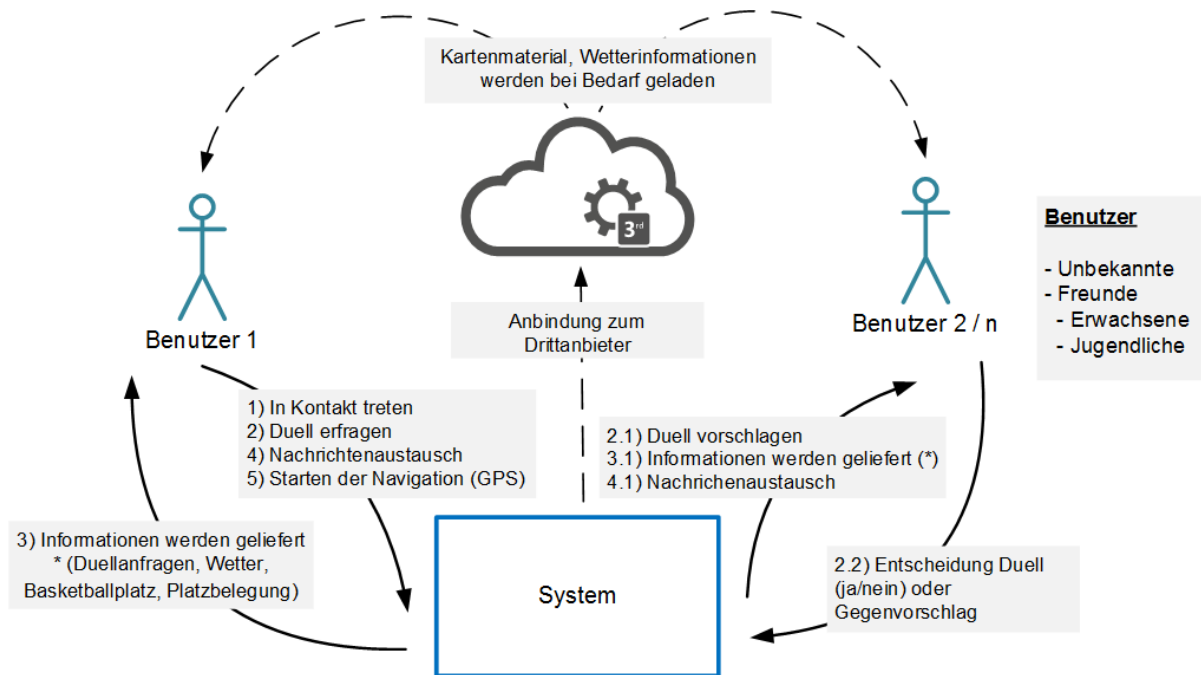 Kartenmaterial, Wetterinformationen
werden bei Bedarf geladen
3rd
Benutzer 1
Anbindung zum
Drittanbieter
Benutzer 2 / n
Benutzer
- Unbekannte
- Freunde
- Erwachsene
- Jugendliche
1) In Kontakt treten
2) Duell erfragen
4) Nachrichtenaustausch
5) Starten der Navigation (GPS)
2.1) Duell vorschlagen
3.1) Informationen werden geliefert (*)
4.1) Nachrichenaustausch
3) Informationen werden geliefert
* (Duellanfragen, Wetter,
Basketballplatz, Platzbelegung)
System
2.2) Entscheidung Duell
(ja/nein) oder
Gegenvorschlag